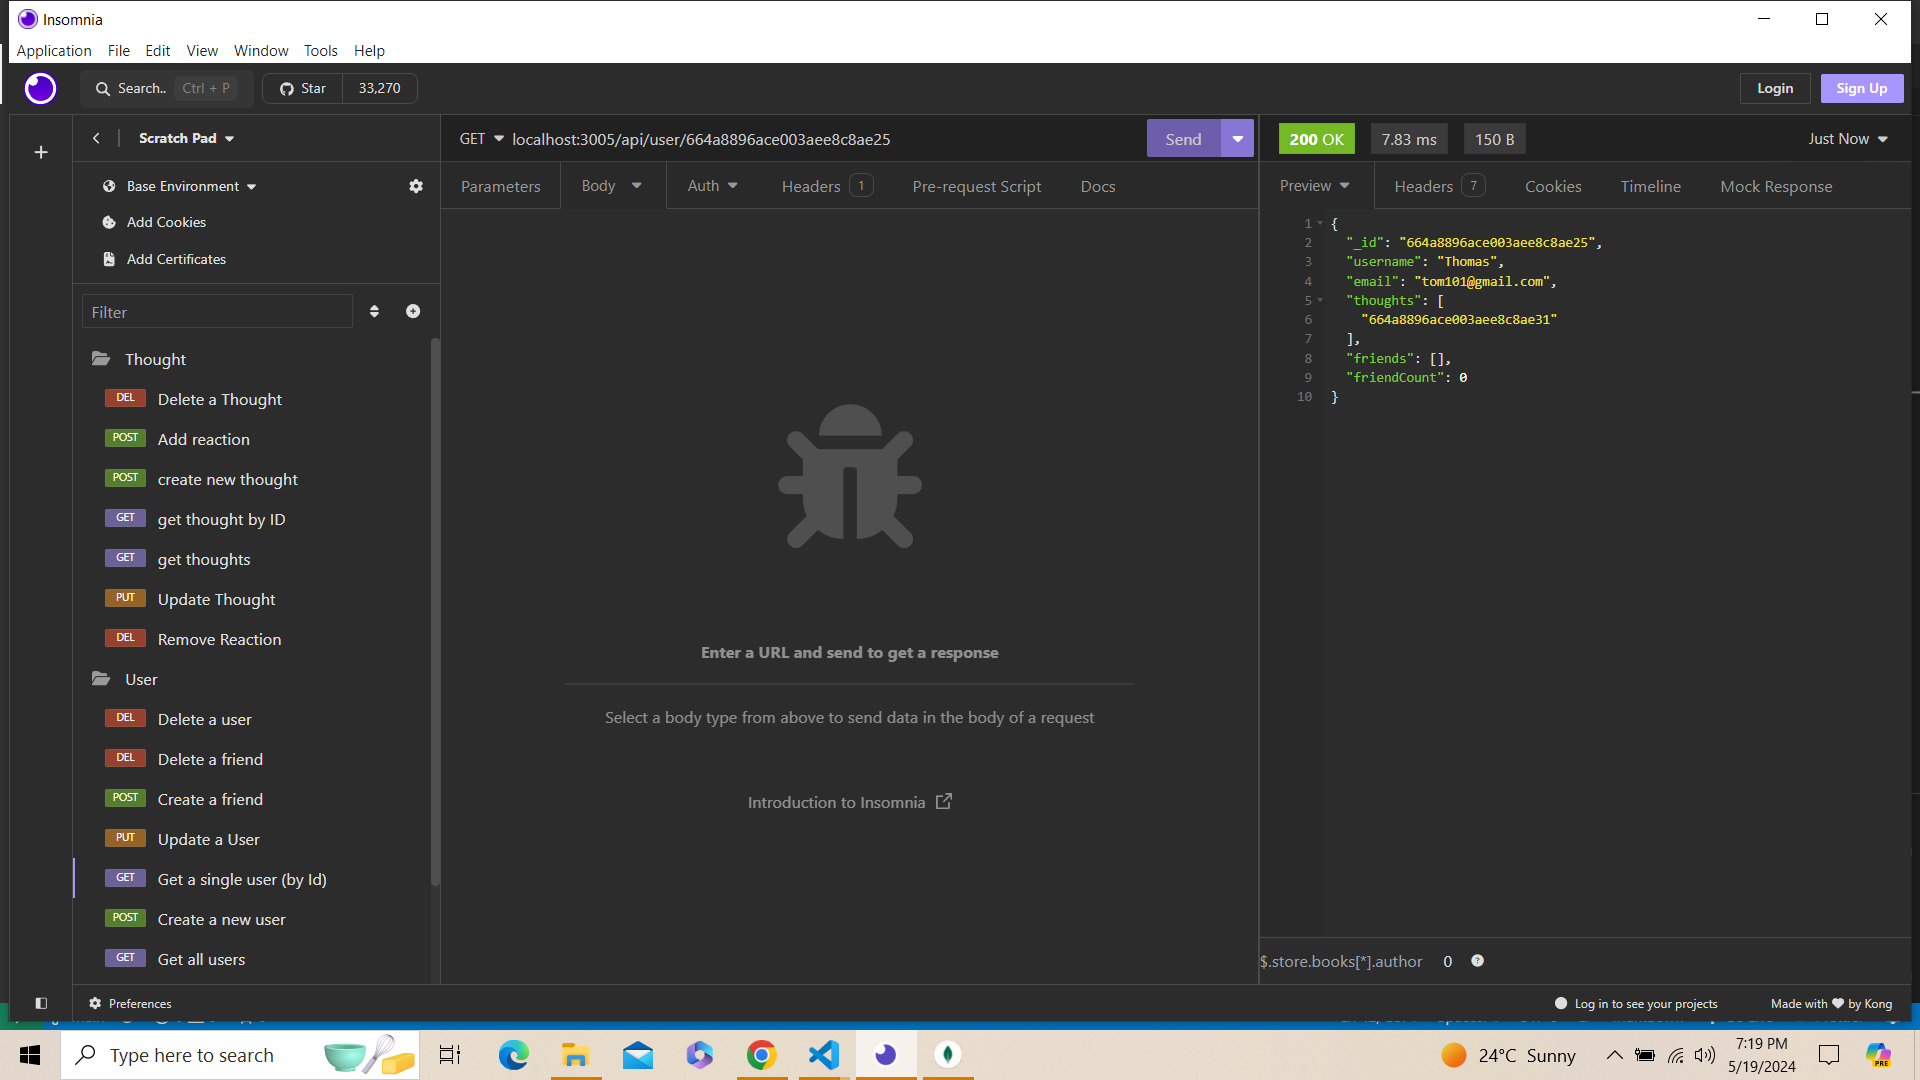 Insomnia
Application File Edit View Window Tools Help
Search.. Ctrl + P Star 33,270 Login Sign Up
Scratch Pad
GET localhost:3005/api/user/664a8896ace003aee8c8ae25 Send
200 OK 7.83 ms 150 B Just Now
Base Environment
Add Cookies
Add Certificates
Parameters Body Auth Headers 1 Pre-request Script Docs
Preview Headers 7 Cookies Timeline Mock Response
Filter
Thought
DEL Delete a Thought
POST Add reaction
POST create new thought
GET get thought by ID
GET get thoughts
PUT Update Thought
DEL Remove Reaction
User
DEL Delete a user
DEL Delete a friend
POST Create a friend
PUT Update a User
GET Get a single user (by Id)
POST Create a new user
GET Get all users
Enter a URL and send to get a response
Select a body type from above to send data in the body of a request
Introduction to Insomnia
1 {
2 "_id": "664a8896ace003aee8c8ae25",
3 "username": "Thomas",
4 "email": "tom101@gmail.com",
5 "thoughts": [
6 "664a8896ace003aee8c8ae31"
7 ],
8 "friends": [],
9 "friendCount": 0
10 }
$.store.books[*].author 0
Preferences
Log in to see your projects Made with ❤ by Kong
Type here to search
24°C Sunny
7:19 PM
5/19/2024
PRE